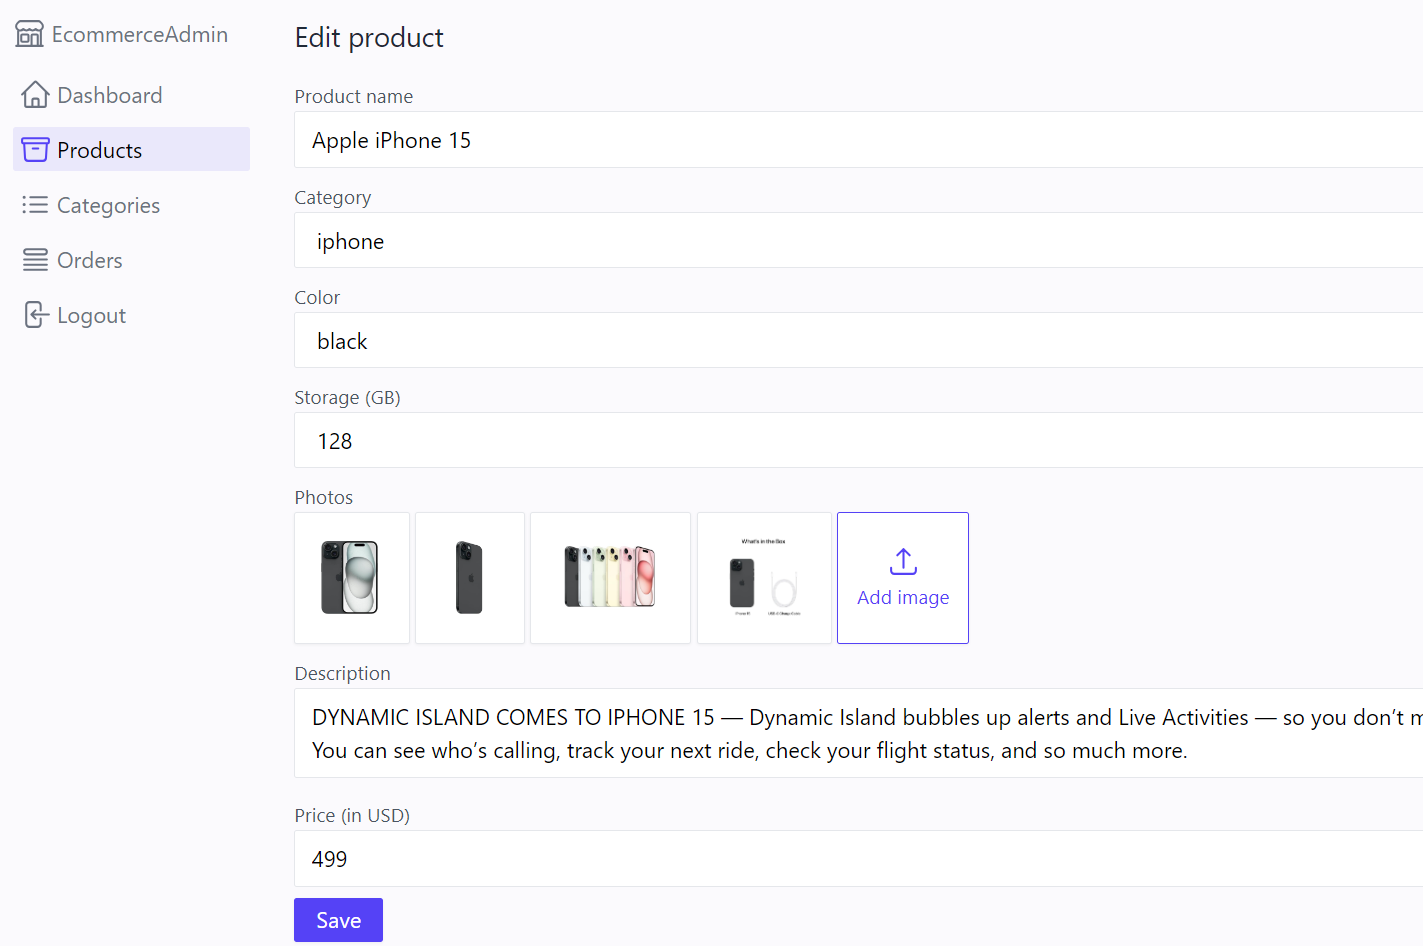 EcommerceAdmin
Dashboard
Products
Categories
Orders
Logout
Edit product
Product name
Apple iPhone 15
Category
iphone
Color
black
Storage (GB)
128
Photos
What's in the Box
Add image
Description
DYNAMIC ISLAND COMES TO IPHONE 15 — Dynamic Island bubbles up alerts and Live Activities — so you don’t
You can see who’s calling, track your next ride, check your flight status, and so much more.
Price (in USD)
499
Save